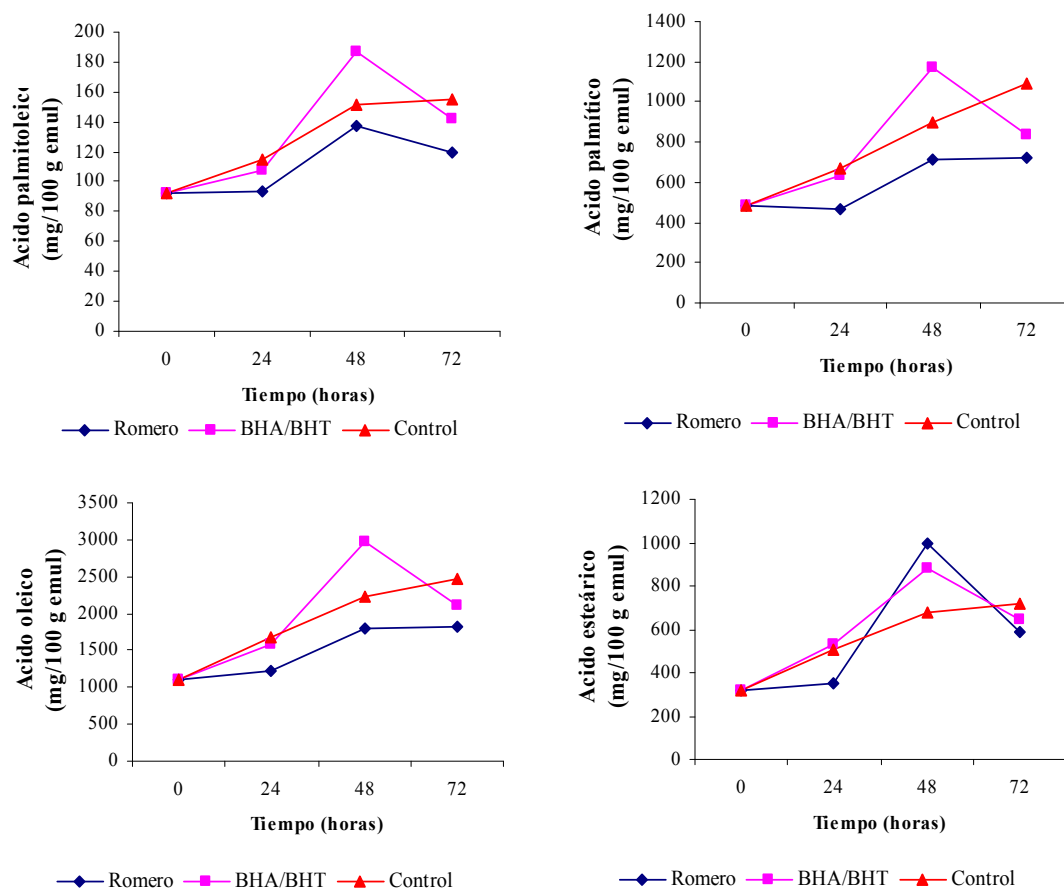 Acido palmitoleico
(mg/100 g emul)
200
180
160
140
120
100
80
60
40
20
0
0 24 48 72
Tiempo (horas)
Romero BHA/BHT Control
Acido palmítico
(mg/100 g emul)
1400
1200
1000
800
600
400
200
0
0 24 48 72
Tiempo (horas)
Romero BHA/BHT Control
Acido oleico
(mg/100 g emul)
3500
3000
2500
2000
1500
1000
500
0
0 24 48 72
Tiempo (horas)
Romero BHA/BHT Control
Acido esteárico
(mg/100 g emul)
1200
1000
800
600
400
200
0
0 24 48 72
Tiempo (horas)
Romero BHA/BHT Control